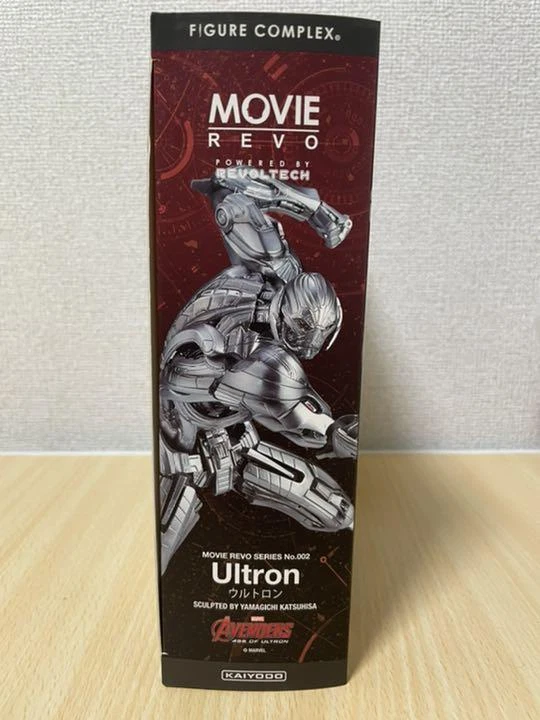 FIGURE COMPLEX®
MOVIE
REVO
POWERED BY
REVOLTECH
MOVIE REVO SERIES No.002
Ultron
ウルトロン
SCULPTED BY YAMAGICHI KATSUHISA
MARVEL
AVENGERS
AGE OF ULTRON
© MARVEL
KAIYODO